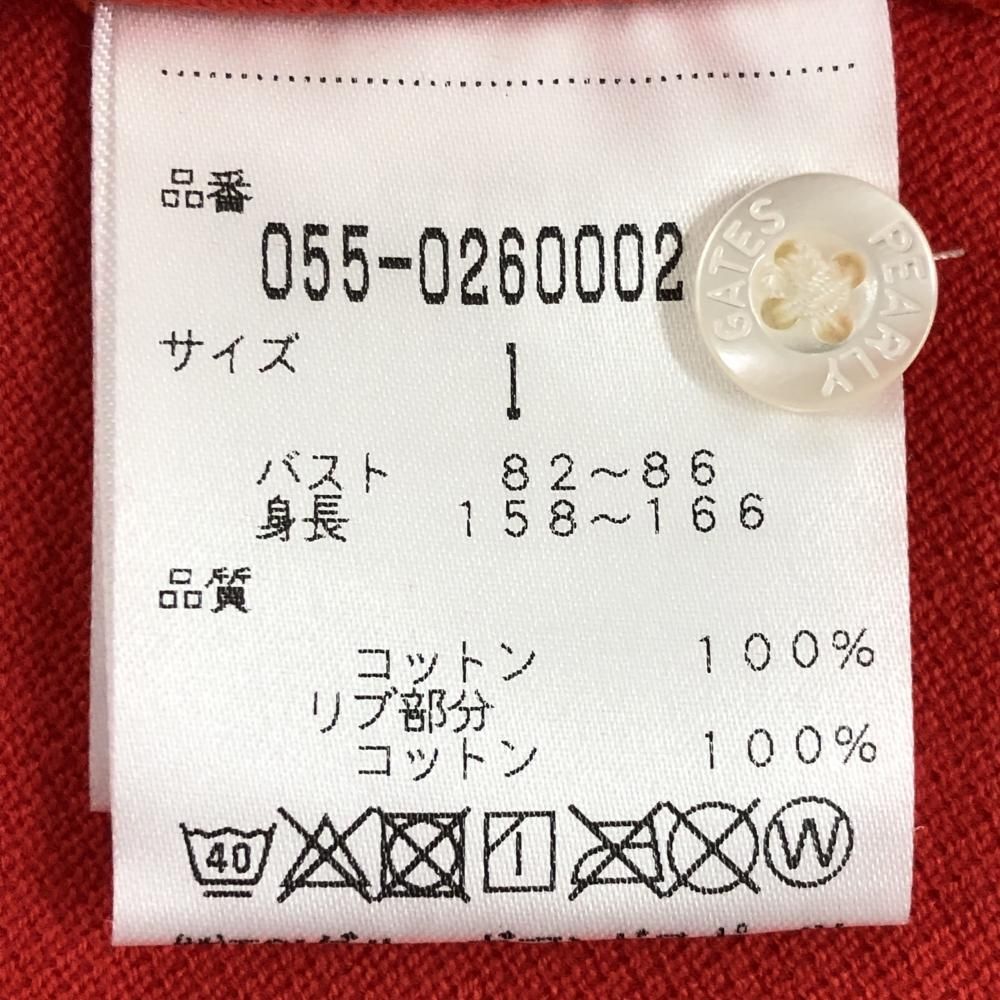 品番
055-0260002
サイズ
1
バスト 82～86
身長 158～166
品質
コットン 100%
リブ部分
コットン 100%
40
W
PEARLY GATES